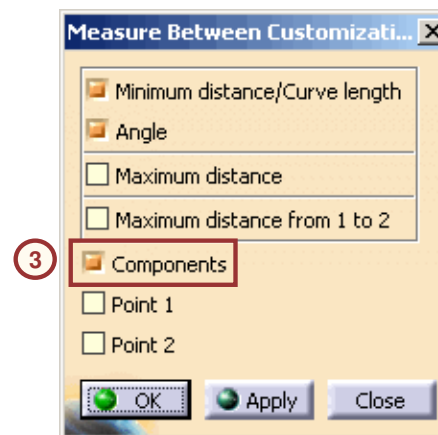 Measure Between Customizati...
Minimum distance/Curve length
Angle
Maximum distance
Maximum distance from 1 to 2
3 Components
Point 1
Point 2
OK Apply Close